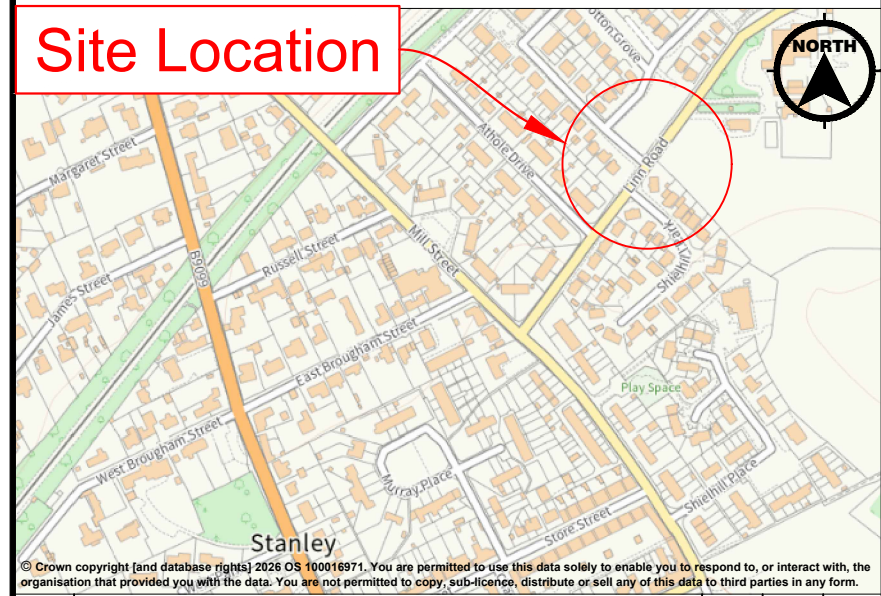 Site Location
NORTH
otton Grove
Athole Drive
Linn Road
Margaret Street
Mill Street
Shielhill Park
Russell Street
B9099
James Street
East Brougham Street
Play Space
West Brougham Street
Murray Place
Shielhill Place
Store Street
Stanley
© Crown copyright [and database rights] 2026 OS 100016971. You are permitted to use this data solely to enable you to respond to, or interact with, the
organisation that provided you with the data. You are not permitted to copy, sub-licence, distribute or sell any of this data to third parties in any form.